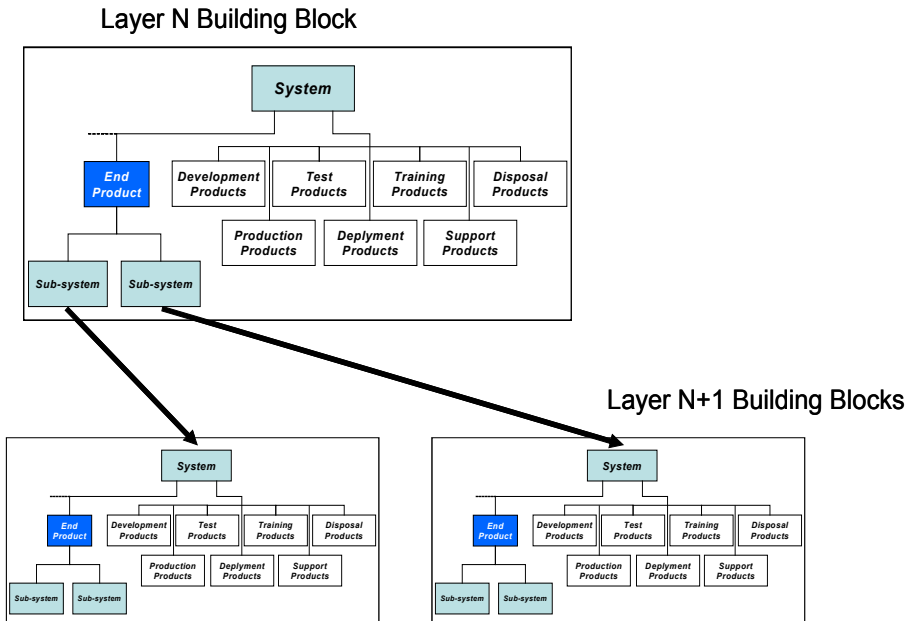 Layer N Building Block
System
End
Product
Development
Products
Test
Products
Training
Products
Disposal
Products
Production
Products
Deplyment
Products
Support
Products
Sub-system
Sub-system
Layer N+1 Building Blocks
System
End
Product
Development
Products
Test
Products
Training
Products
Disposal
Products
Production
Products
Deplyment
Products
Support
Products
Sub-system
Sub-system
System
End
Product
Development
Products
Test
Products
Training
Products
Disposal
Products
Production
Products
Deplyment
Products
Support
Products
Sub-system
Sub-system